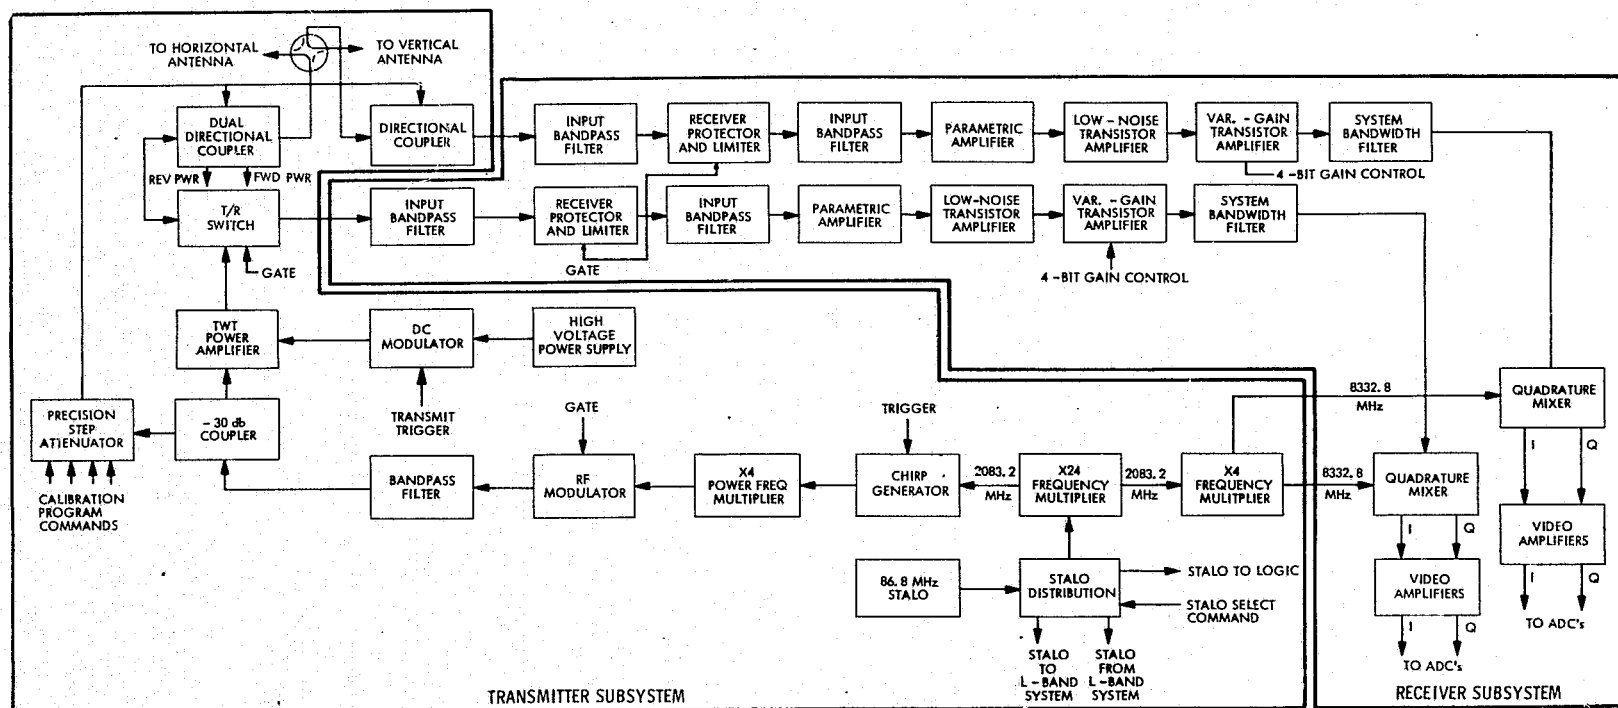 TO HORIZONTAL
ANTENNA
TO VERTICAL
ANTENNA
DUAL
DIRECTIONAL
COUPLER
DIRECTIONAL
COUPLER
INPUT
BANDPASS
FILTER
RECEIVER
PROTECTOR
AND LIMITER
INPUT
BANDPASS
FILTER
PARAMETRIC
AMPLIFIER
LOW - NOISE
TRANSISTOR
AMPLIFIER
VAR. - GAIN
TRANSISTOR
AMPLIFIER
SYSTEM
BANDWIDTH
FILTER
REV PWR
FWD PWR
4 -BIT GAIN CONTROL
T/R
SWITCH
INPUT
BANDPASS
FILTER
RECEIVER
PROTECTOR
AND LIMITER
INPUT
BANDPASS
FILTER
PARAMETRIC
AMPLIFIER
LOW-NOISE
TRANSISTOR
AMPLIFIER
VAR. - GAIN
TRANSISTOR
AMPLIFIER
SYSTEM
BANDWIDTH
FILTER
GATE
GATE
4 -BIT GAIN CONTROL
TWT
POWER
AMPLIFIER
DC
MODULATOR
HIGH
VOLTAGE
POWER SUPPLY
8332. 8
MHz
QUADRATURE
MIXER
PRECISION
STEP
ATTENUATOR
- 30 db
COUPLER
TRANSMIT
TRIGGER
GATE
TRIGGER
I
Q
CALIBRATION
PROGRAM
COMMANDS
BANDPASS
FILTER
RF
MODULATOR
X4
POWER FREQ
MULTIPLIER
CHIRP
GENERATOR
2083. 2
MHz
X24
FREQUENCY
MULTIPLIER
2083. 2
MHz
X4
FREQUENCY
MULITPLIER
8332. 8
MHz
QUADRATURE
MIXER
I
Q
VIDEO
AMPLIFIERS
I
Q
TO ADC's
86. 8 MHz
STALO
STALO
DISTRIBUTION
STALO TO LOGIC
STALO SELECT
COMMAND
VIDEO
AMPLIFIERS
I
Q
TO ADC's
STALO
TO
L - BAND
SYSTEM
STALO
FROM
L - BAND
SYSTEM
TRANSMITTER SUBSYSTEM
RECEIVER SUBSYSTEM